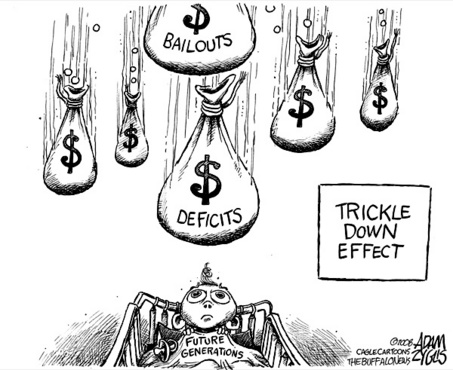 $
BAILOUTS
$
$
$
$
$
DEFICITS
TRICKLE
DOWN
EFFECT
FUTURE
GENERATIONS
©2008 ADAM
ZYGLIS
CAGLECARTOONS
THEBUFFALONEWS